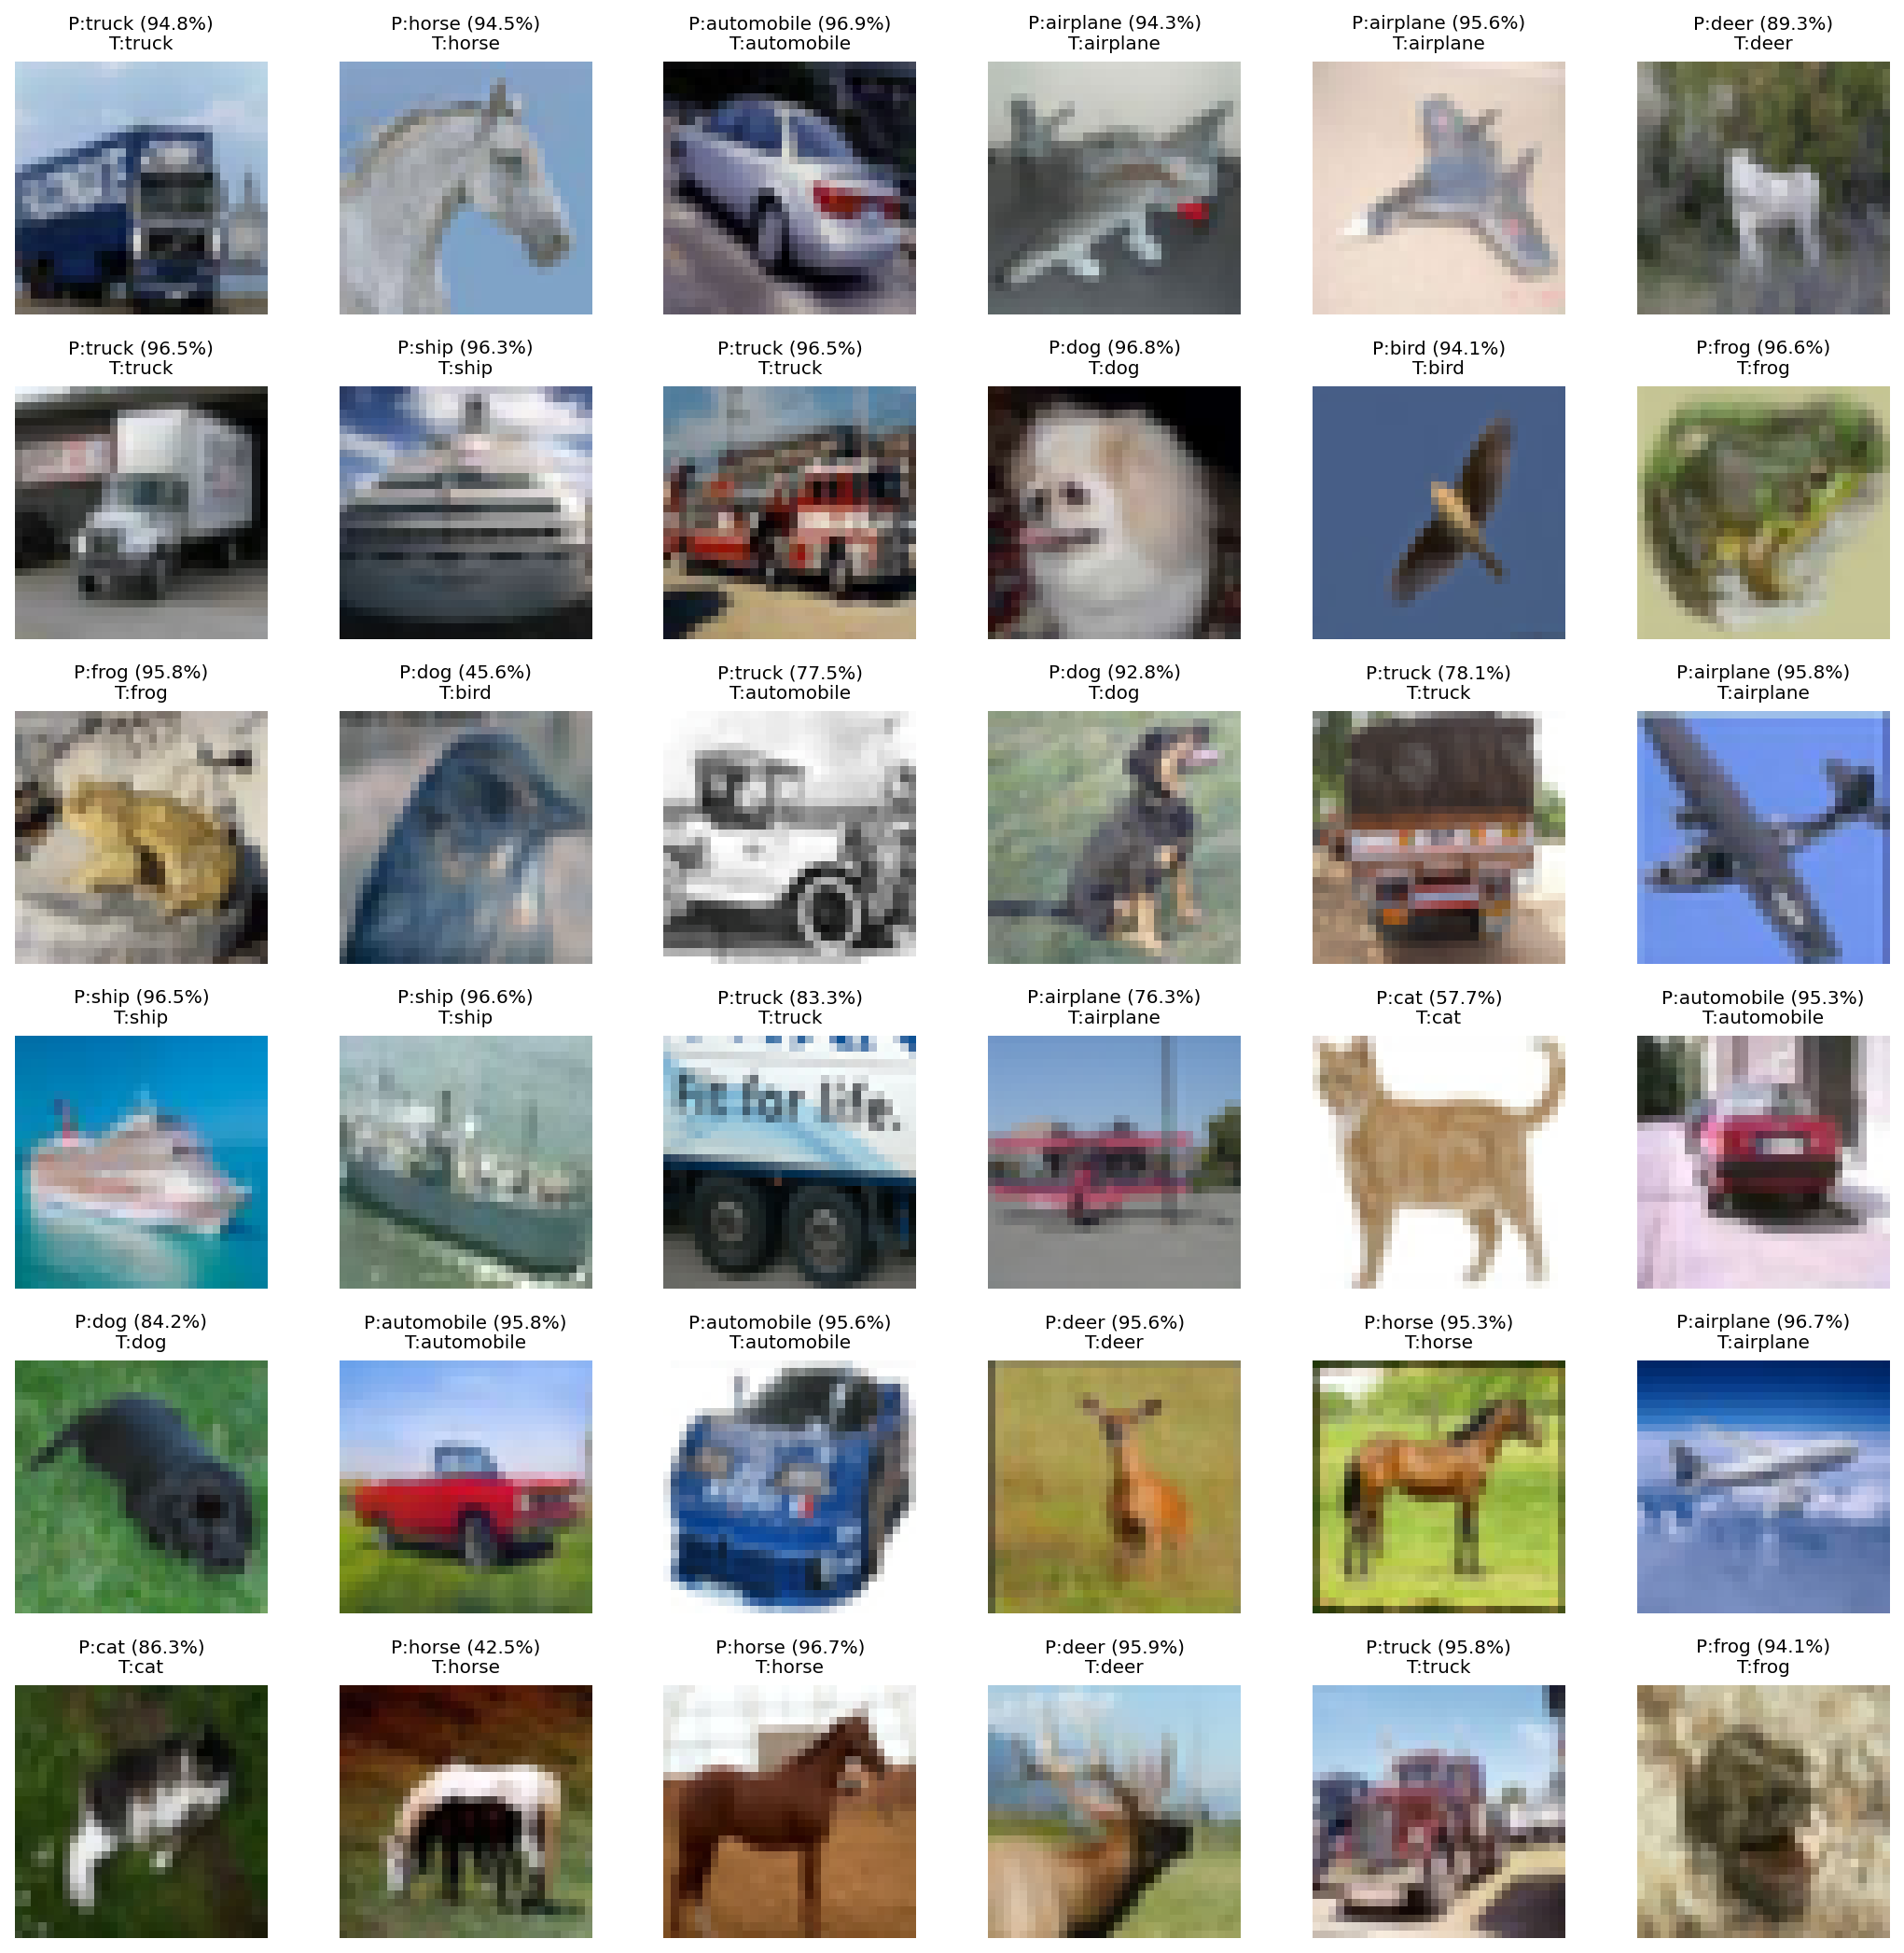 P:truck (94.8%)
T:truck
P:horse (94.5%)
T:horse
P:automobile (96.9%)
T:automobile
P:airplane (94.3%)
T:airplane
P:airplane (95.6%)
T:airplane
P:deer (89.3%)
T:deer
P:truck (96.5%)
T:truck
P:ship (96.3%)
T:ship
P:truck (96.5%)
T:truck
P:dog (96.8%)
T:dog
P:bird (94.1%)
T:bird
P:frog (96.6%)
T:frog
P:frog (95.8%)
T:frog
P:dog (45.6%)
T:bird
P:truck (77.5%)
T:automobile
P:dog (92.8%)
T:dog
P:truck (78.1%)
T:truck
P:airplane (95.8%)
T:airplane
P:ship (96.5%)
T:ship
P:ship (96.6%)
T:ship
P:truck (83.3%)
T:truck
Fit for life.
P:airplane (76.3%)
T:airplane
P:cat (57.7%)
T:cat
P:automobile (95.3%)
T:automobile
P:dog (84.2%)
T:dog
P:automobile (95.8%)
T:automobile
P:automobile (95.6%)
T:automobile
P:deer (95.6%)
T:deer
P:horse (95.3%)
T:horse
P:airplane (96.7%)
T:airplane
P:cat (86.3%)
T:cat
P:horse (42.5%)
T:horse
P:horse (96.7%)
T:horse
P:deer (95.9%)
T:deer
P:truck (95.8%)
T:truck
P:frog (94.1%)
T:frog